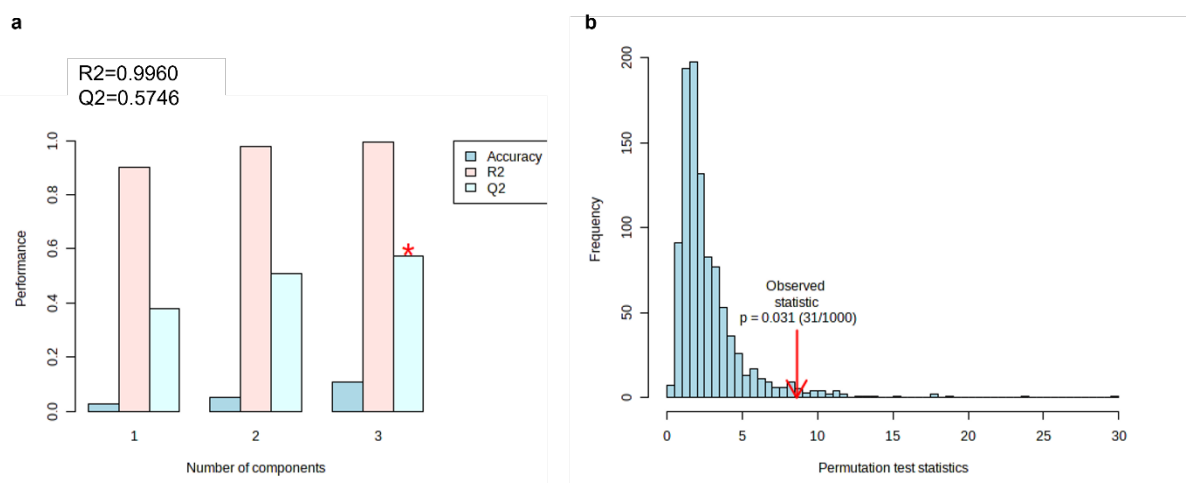 a
R2=0.9960
Q2=0.5746
1.0
0.8
0.6
0.4
0.2
0.0
Performance
*
Accuracy
R2
Q2
1 2 3
Number of components
b
200
150
100
50
0
Frequency
Observed
statistic
p = 0.031 (31/1000)
0 5 10 15 20 25 30
Permutation test statistics